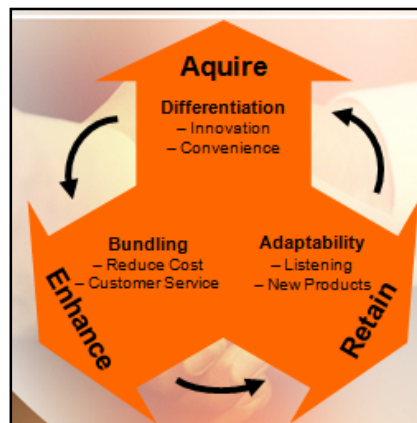 Aquire
Differentiation
– Innovation
– Convenience
Bundling
– Reduce Cost
– Customer Service
Adaptability
– Listening
– New Products
Enhance
Retain